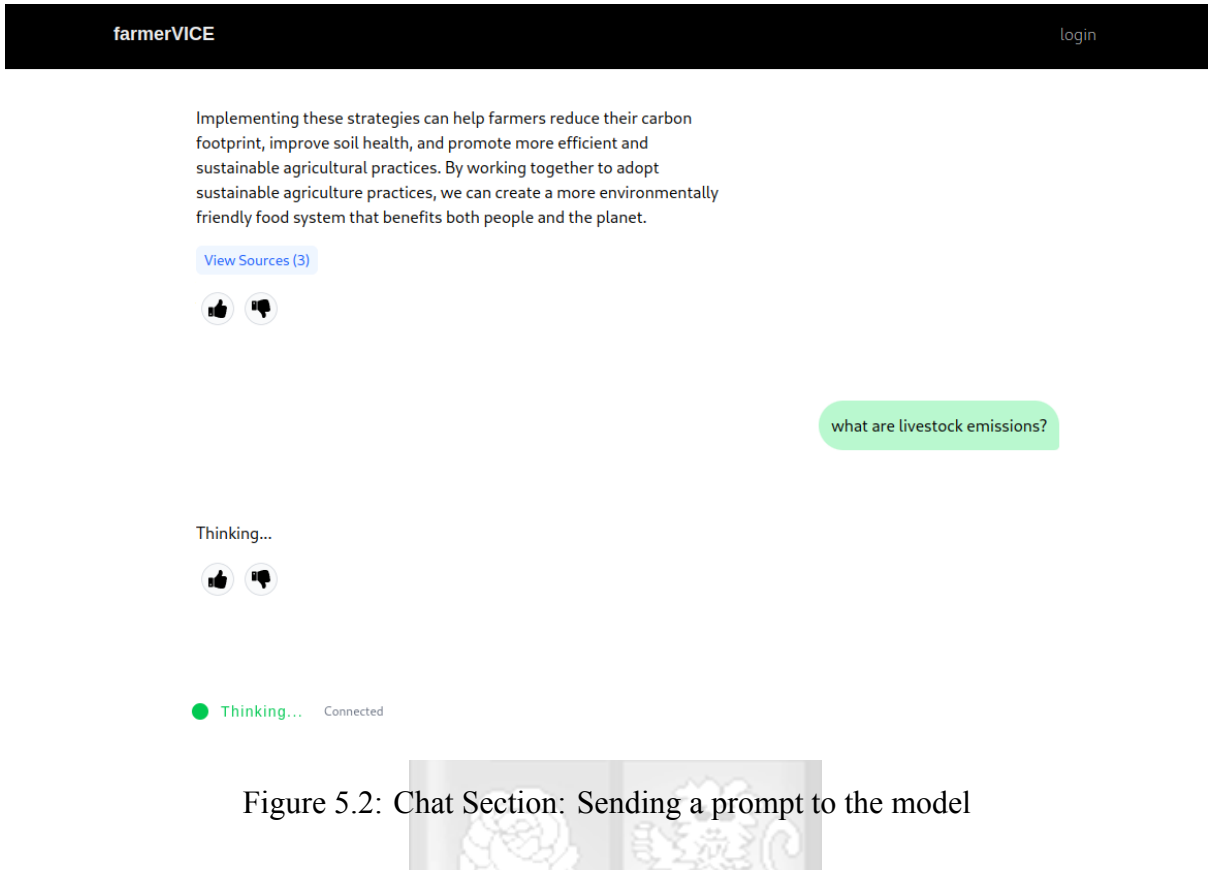 farmerVICE
login
Implementing these strategies can help farmers reduce their carbon
footprint, improve soil health, and promote more efficient and
sustainable agricultural practices. By working together to adopt
sustainable agriculture practices, we can create a more environmentally
friendly food system that benefits both people and the planet.
View Sources (3)
what are livestock emissions?
Thinking...
Thinking... Connected
Figure 5.2: Chat Section: Sending a prompt to the model